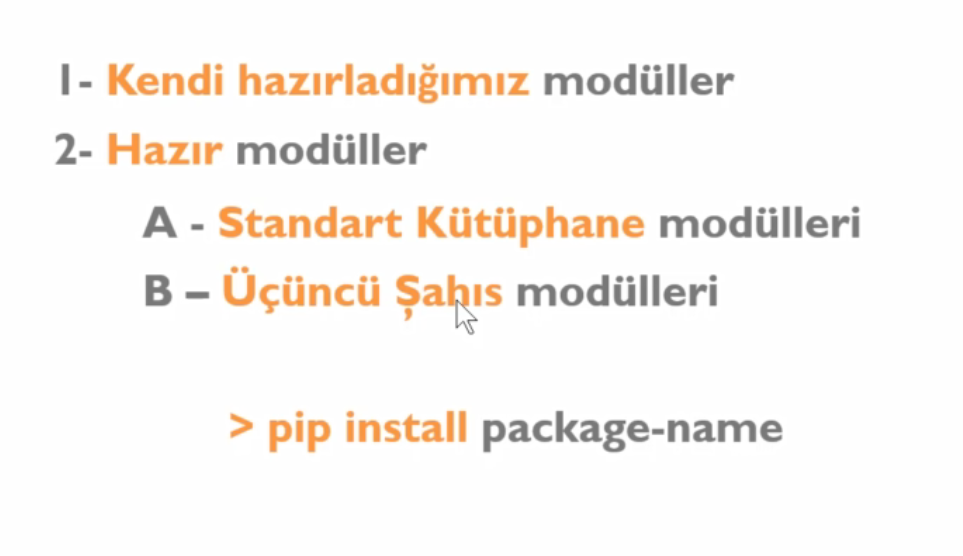 1- Kendi hazırladığımız modüller
2- Hazır modüller
A - Standart Kütüphane modülleri
B – Üçüncü Şahıs modülleri
> pip install package-name